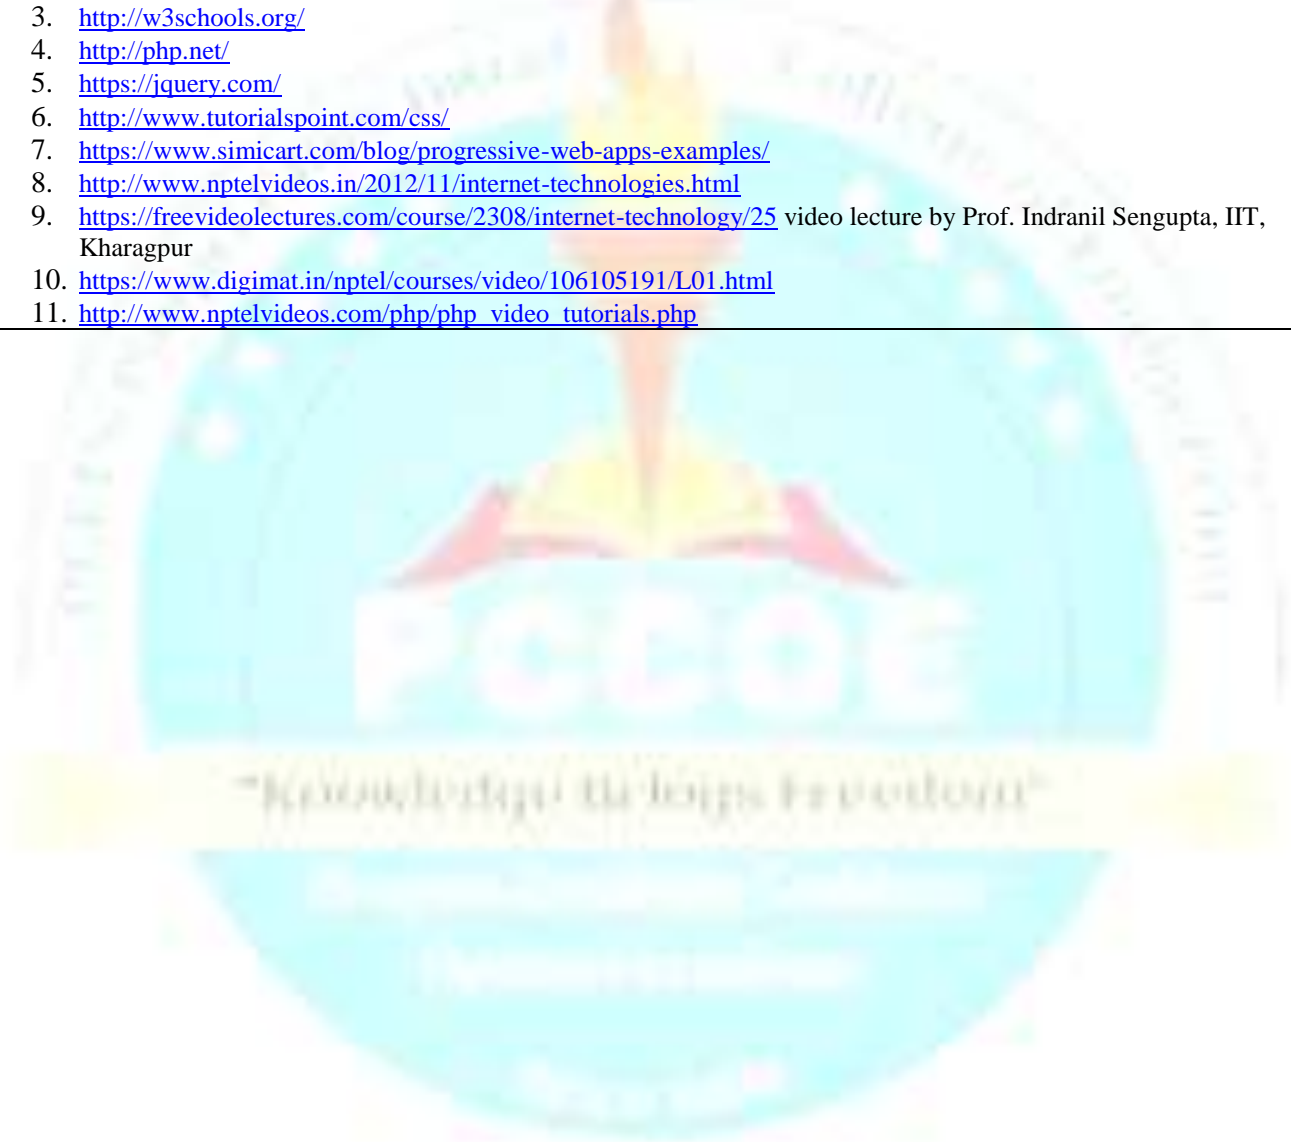 3. http://w3schools.org/
4. http://php.net/
5. https://jquery.com/
6. http://www.tutorialspoint.com/css/
7. https://www.simicart.com/blog/progressive-web-apps-examples/
8. http://www.nptelvideos.in/2012/11/internet-technologies.html
9. https://freevideolectures.com/course/2308/internet-technology/25 video lecture by Prof. Indranil Sengupta, IIT,
Kharagpur
10. https://www.digimat.in/nptel/courses/video/106105191/L01.html
11. http://www.nptelvideos.com/php/php_video_tutorials.php
PCCOE